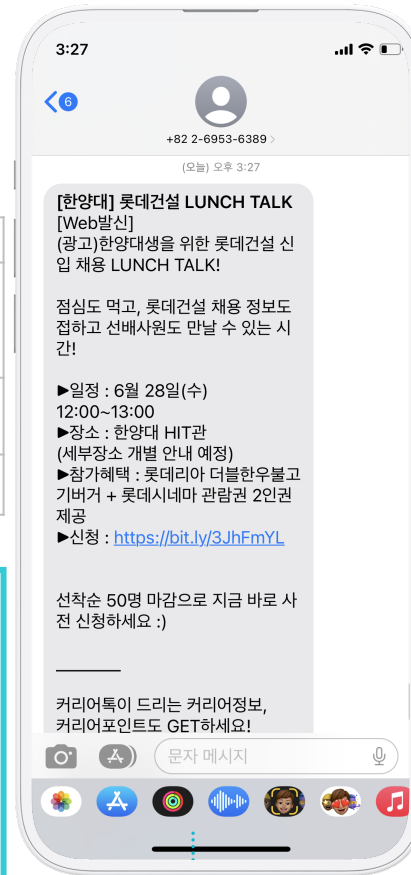 3:27
6
+82 2-6953-6389
(오늘) 오후 3:27
[한양대] 롯데건설 LUNCH TALK
[Web발신]
(광고)한양대생을 위한 롯데건설 신
입 채용 LUNCH TALK!
점심도 먹고, 롯데건설 채용 정보도
접하고 선배사원도 만날 수 있는 시
간!
▶일정 : 6월 28일(수)
12:00~13:00
▶장소 : 한양대 HIT관
(세부장소 개별 안내 예정)
▶참가혜택 : 롯데리아 더블한우불고
기버거 + 롯데시네마 관람권 2인권
제공
▶신청 : https://bit.ly/3JhFmYL
선착순 50명 마감으로 지금 바로 사
전 신청하세요 :)
커리어톡이 드리는 커리어정보,
커리어포인트도 GET하세요!
문자 메시지